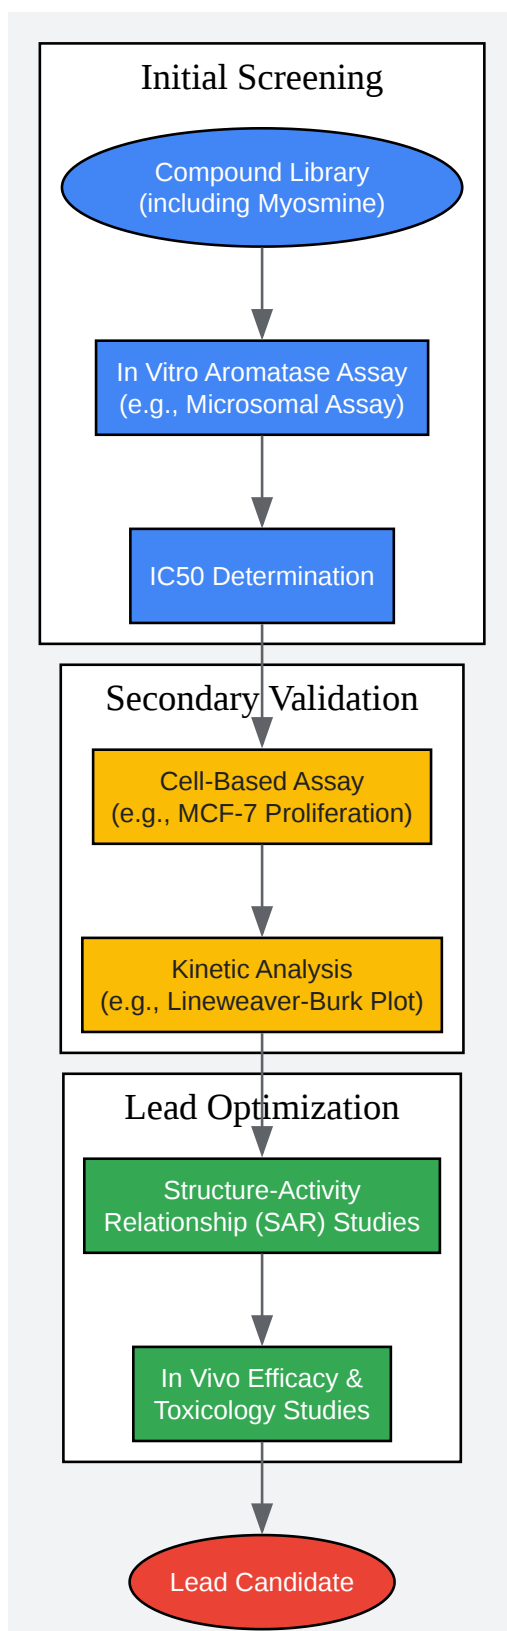 Initial Screening
Compound Library
(including Myosmine)
In Vitro Aromatase Assay
(e.g., Microsomal Assay)
IC50 Determination
Secondary Validation
Cell-Based Assay
(e.g., MCF-7 Proliferation)
Kinetic Analysis
(e.g., Lineweaver-Burk Plot)
Lead Optimization
Structure-Activity
Relationship (SAR) Studies
In Vivo Efficacy &
Toxicology Studies
Lead Candidate